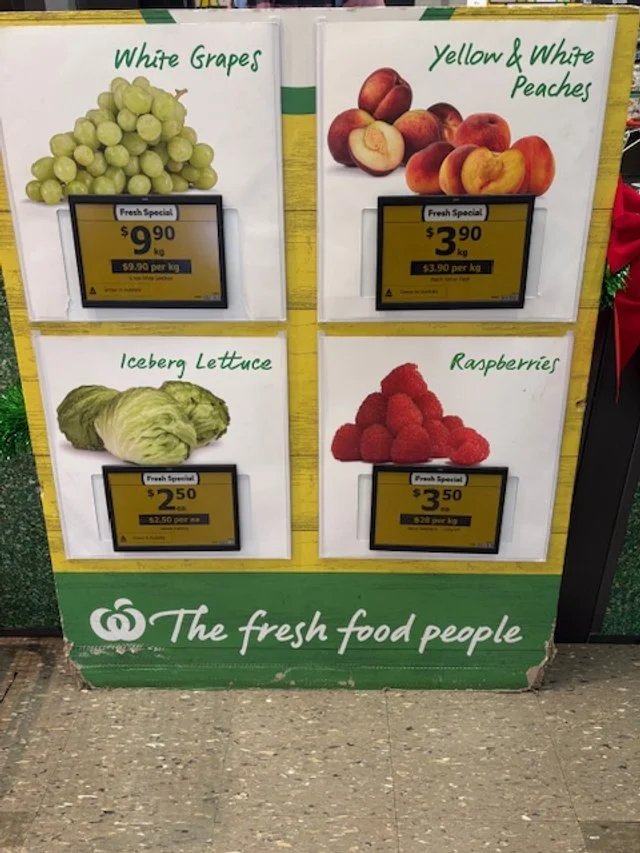 White Grapes
Fresh Special
$9 90
kg
$9.90 per kg
Yellow & White
Peaches
Fresh Special
$3 90
kg
$3.90 per kg
Iceberg Lettuce
Fresh Special
$2 50
ea
$2.50 per ea
Raspberries
Fresh Special
$3 50
ea
$28 per kg
The fresh food people